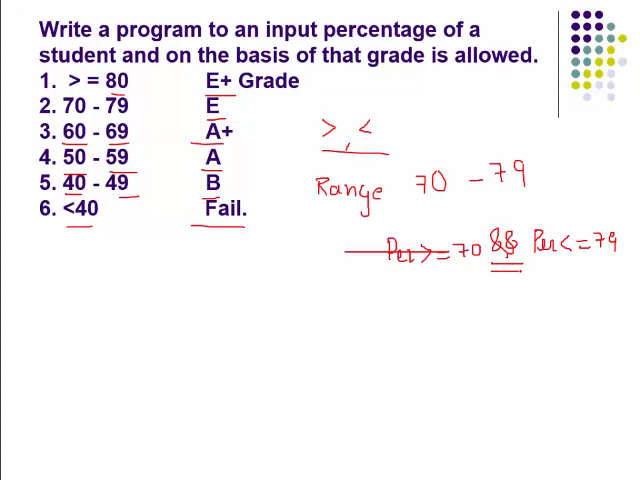 Write a program to an input percentage of a
student and on the basis of that grade is allowed.
1. > = 80 E+ Grade
2. 70 - 79 E
3. 60 - 69 A+
4. 50 - 59 A
5. 40 - 49 B
6. <40 Fail.
> , <
Range 70 - 79
Per > = 70 && Per < = 79